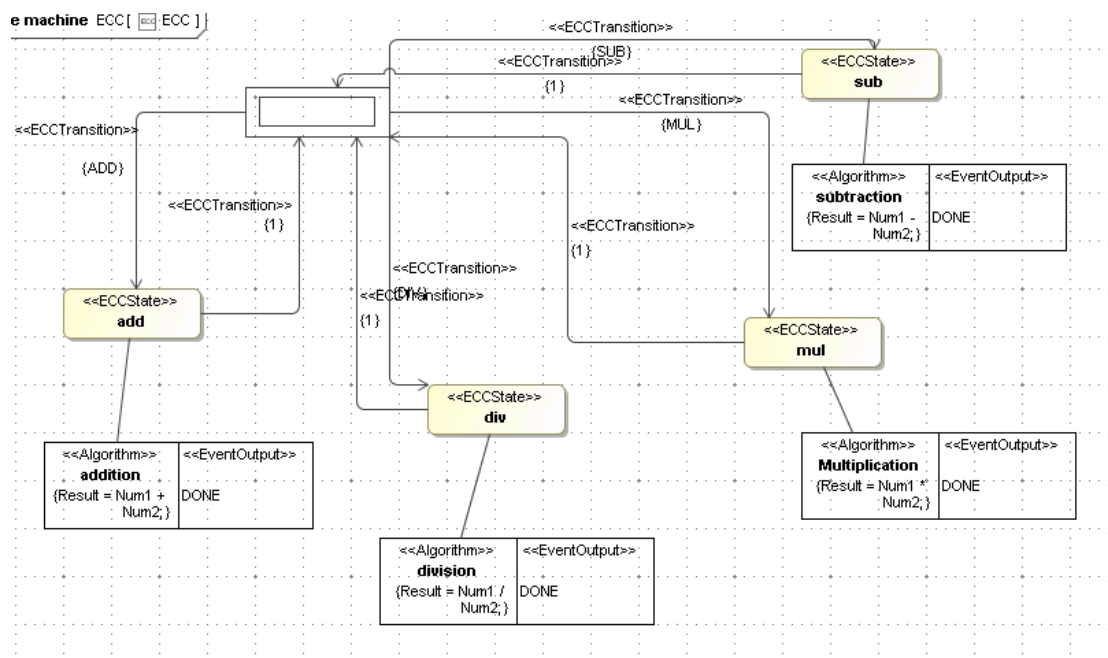 e machine ECC[ ECC ECC ]
<<ECCTransition>>
{SUB}
<<ECCTransition>>
{1}
<<ECCState>>
sub
<<ECCTransition>>
{MUL}
<<ECCTransition>>
{ADD}
<<Algorithm>> <<EventOutput>>
subtraction
{Result = Num1 - DONE
Num2;}
<<ECCTransition>>
{1}
<<ECCTransition>>
{1}
<<ECCTransition>>
{DIV}
<<ECCTransition>>
{1}
<<ECCState>>
add
<<ECCState>>
mul
<<ECCState>>
div
<<Algorithm>> <<EventOutput>>
addition
{Result = Num1 + DONE
Num2;}
<<Algorithm>> <<EventOutput>>
Multiplication
{Result = Num1 * DONE
Num2;}
<<Algorithm>> <<EventOutput>>
division
{Result = Num1 / DONE
Num2;}